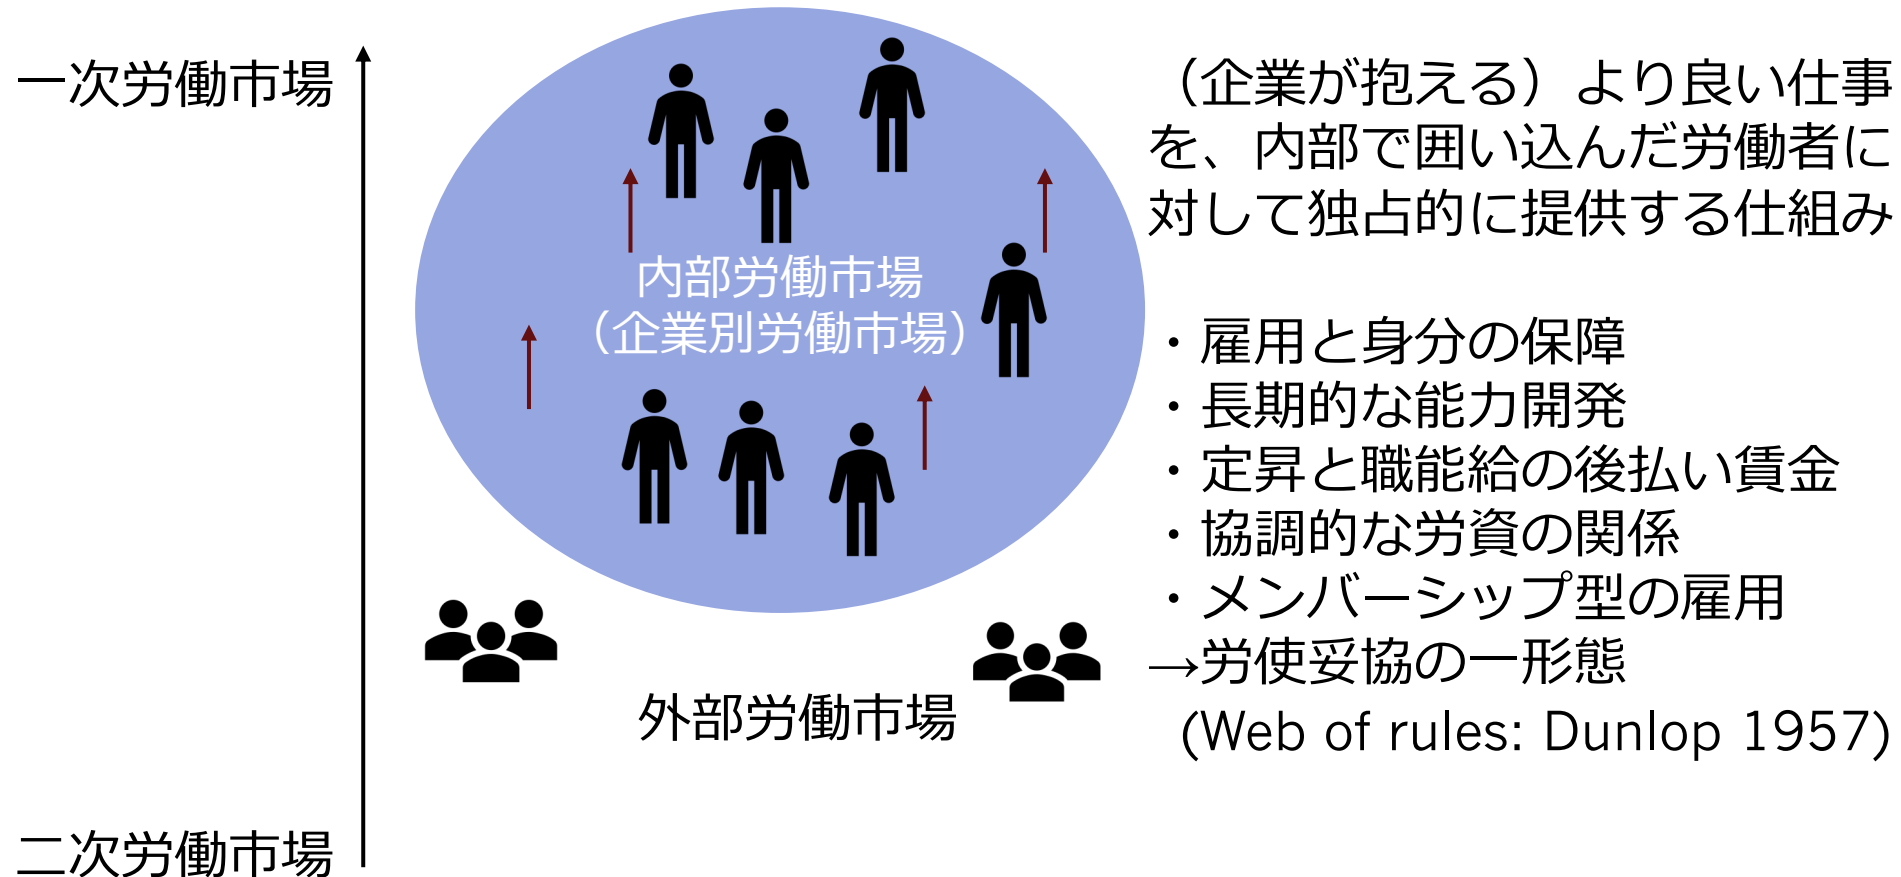 一次労働市場
（企業が抱える）より良い仕事
を、内部で囲い込んだ労働者に
対して独占的に提供する仕組み
内部労働市場
（企業別労働市場）
・雇用と身分の保障
・長期的な能力開発
・定昇と職能給の後払い賃金
・協調的な労資の関係
・メンバーシップ型の雇用
→労使妥協の一形態
(Web of rules: Dunlop 1957)
外部労働市場
二次労働市場